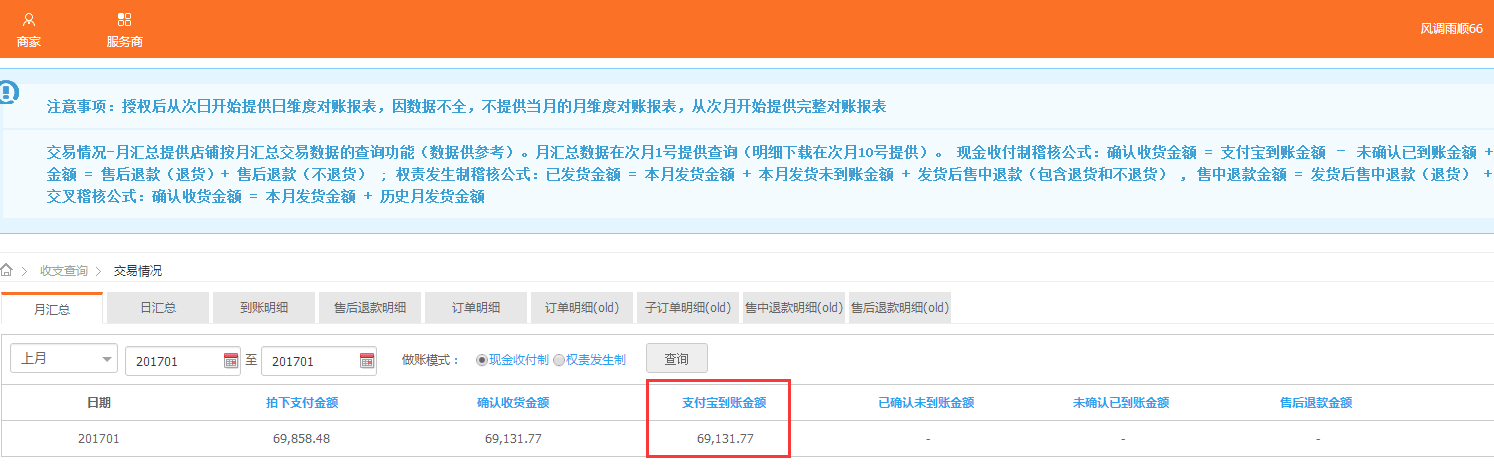 商家 服务商 风调雨顺66
注意事项：授权后从次日开始提供日维度对账报表，因数据不全，不提供当月的月维度对账报表，从次月开始提供完整对账报表
交易情况-月汇总提供店铺按月汇总交易数据的查询功能（数据供参考）。月汇总数据在次月1号提供查询（明细下载在次月10号提供）。 现金收付制稽核公式：确认收货金额 = 支付宝到账金额 - 未确认已到账金额 +
金额 = 售后退款（退货）+ 售后退款（不退货） ；权责发生制稽核公式：已发货金额 = 本月发货金额 + 本月发货未到账金额 + 发货后售中退款（包含退货和不退货） , 售中退款金额 = 发货后售中退款（退货） +
交叉稽核公式：确认收货金额 = 本月发货金额 + 历史月发货金额
收支查询 交易情况
月汇总 日汇总 到账明细 售后退款明细 订单明细 订单明细(old) 子订单明细(old) 售中退款明细(old) 售后退款明细(old)
上月 201701 至 201701 做账模式： 现金收付制 权责发生制 查询
日期 拍下支付金额 确认收货金额 支付宝到账金额 已确认未到账金额 未确认已到账金额 售后退款金额
201701 69,858.48 69,131.77 69,131.77 - - -